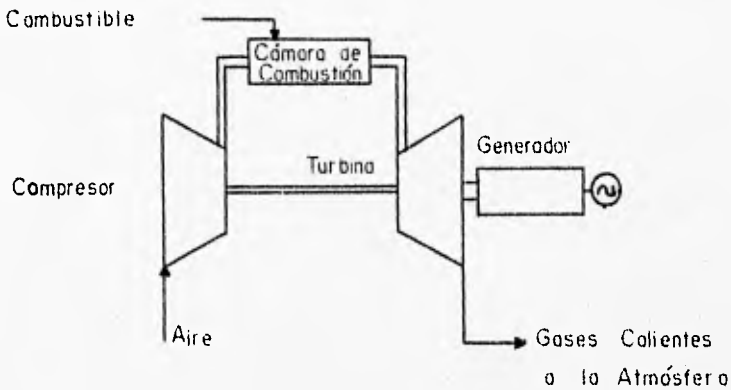 Combustible
Cámara de
Combustión
Generador
Turbina
Compresor
Aire
Gases Calientes
a la Atmósfera